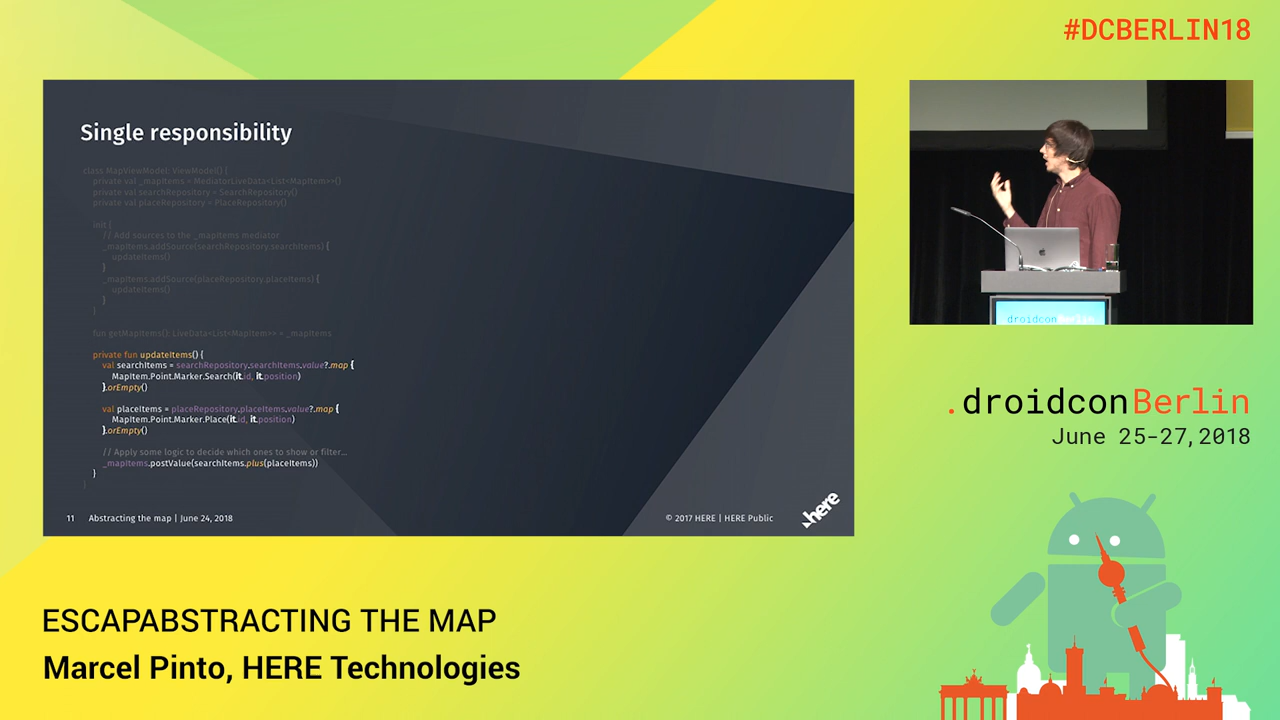 #DCBERLIN18
Single responsibility
class MapViewModel: ViewModel() {
private val _mapItems = MediatorLiveData<List<MapItem>>()
private val searchRepository = SearchRepository()
private val placeRepository = PlaceRepository()
init {
// Add sources to the _mapItems mediator
_mapItems.addSource(searchRepository.searchItems) {
updateItems()
}
_mapItems.addSource(placeRepository.placeItems) {
updateItems()
}
}
fun getMapItems(): LiveData<List<MapItem>> = _mapItems
private fun updateItems() {
val searchItems = searchRepository.searchItems.value?.map {
MapItem.Point.Marker.Search(it.id, it.position)
}.orEmpty()
val placeItems = placeRepository.placeItems.value?.map {
MapItem.Point.Marker.Place(it.id, it.position)
}.orEmpty()
// Apply some logic to decide which ones to show or filter...
_mapItems.postValue(searchItems.plus(placeItems))
}
}
11 Abstracting the map | June 24, 2018
© 2017 HERE | HERE Public
here
droidconBerlin
.droidconBerlin
June 25-27, 2018
ESCAPABSTRACTING THE MAP
Marcel Pinto, HERE Technologies